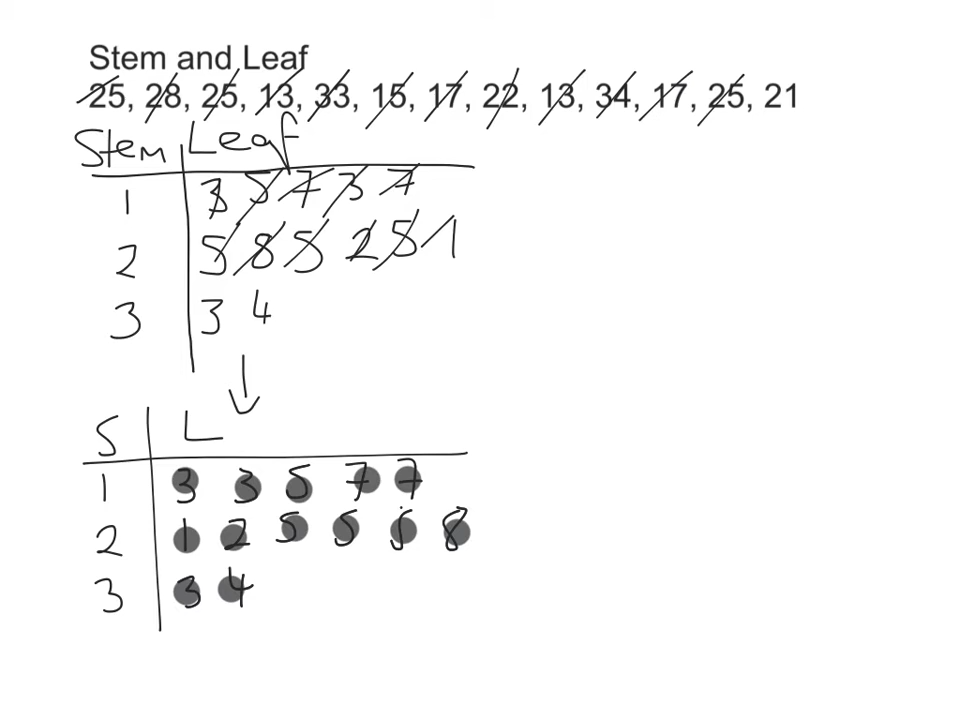 Stem and Leaf
25, 28, 25, 13, 33, 15, 17, 22, 13, 34, 17, 25, 21
Stem Leaf
1 3 5 7 3 7
2 5 8 5 2 5 1
3 3 4
S L
1 3 3 5 7 7
2 1 2 5 5 5 8
3 3 4